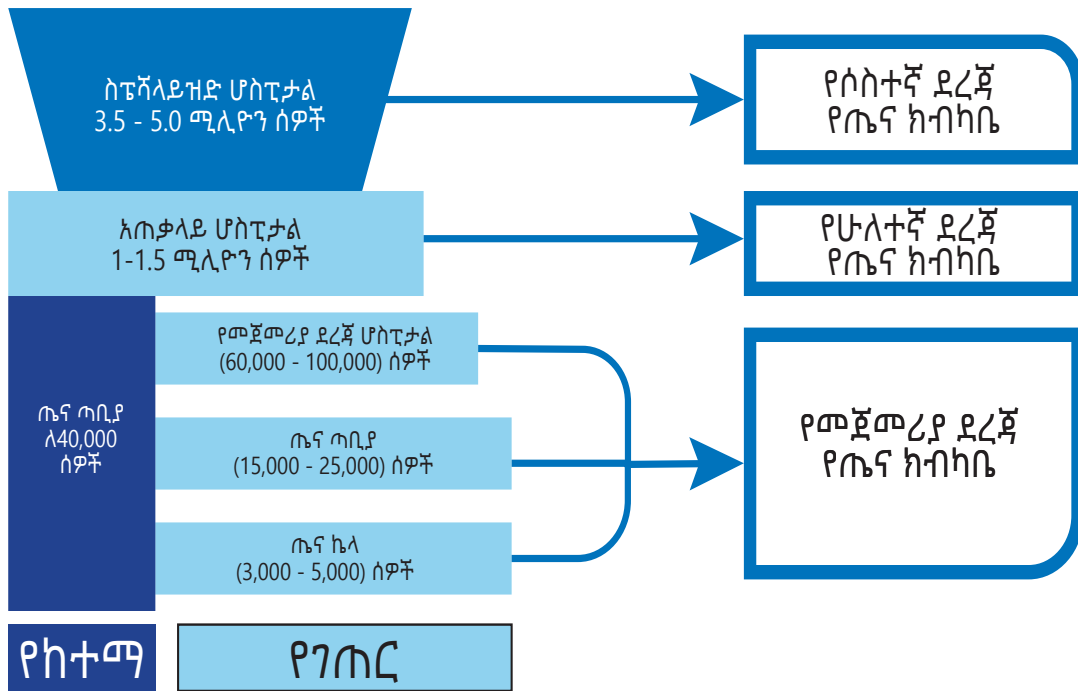 ስፔሻላይዝድ ሆስፒታል
3.5 - 5.0 ሚሊዮን ሰዎች
የሶስተኛ ደረጃ
የጤና ክብካቤ
አጠቃላይ ሆስፒታል
1-1.5 ሚሊዮን ሰዎች
የሁለተኛ ደረጃ
የጤና ክብካቤ
ጤና ጣቢያ
ለ40,000
ሰዎች
የመጀመሪያ ደረጃ ሆስፒታል
(60,000 - 100,000) ሰዎች
ጤና ጣቢያ
(15,000 - 25,000) ሰዎች
ጤና ኬላ
(3,000 - 5,000) ሰዎች
የመጀመሪያ ደረጃ
የጤና ክብካቤ
የከተማ
የገጠር